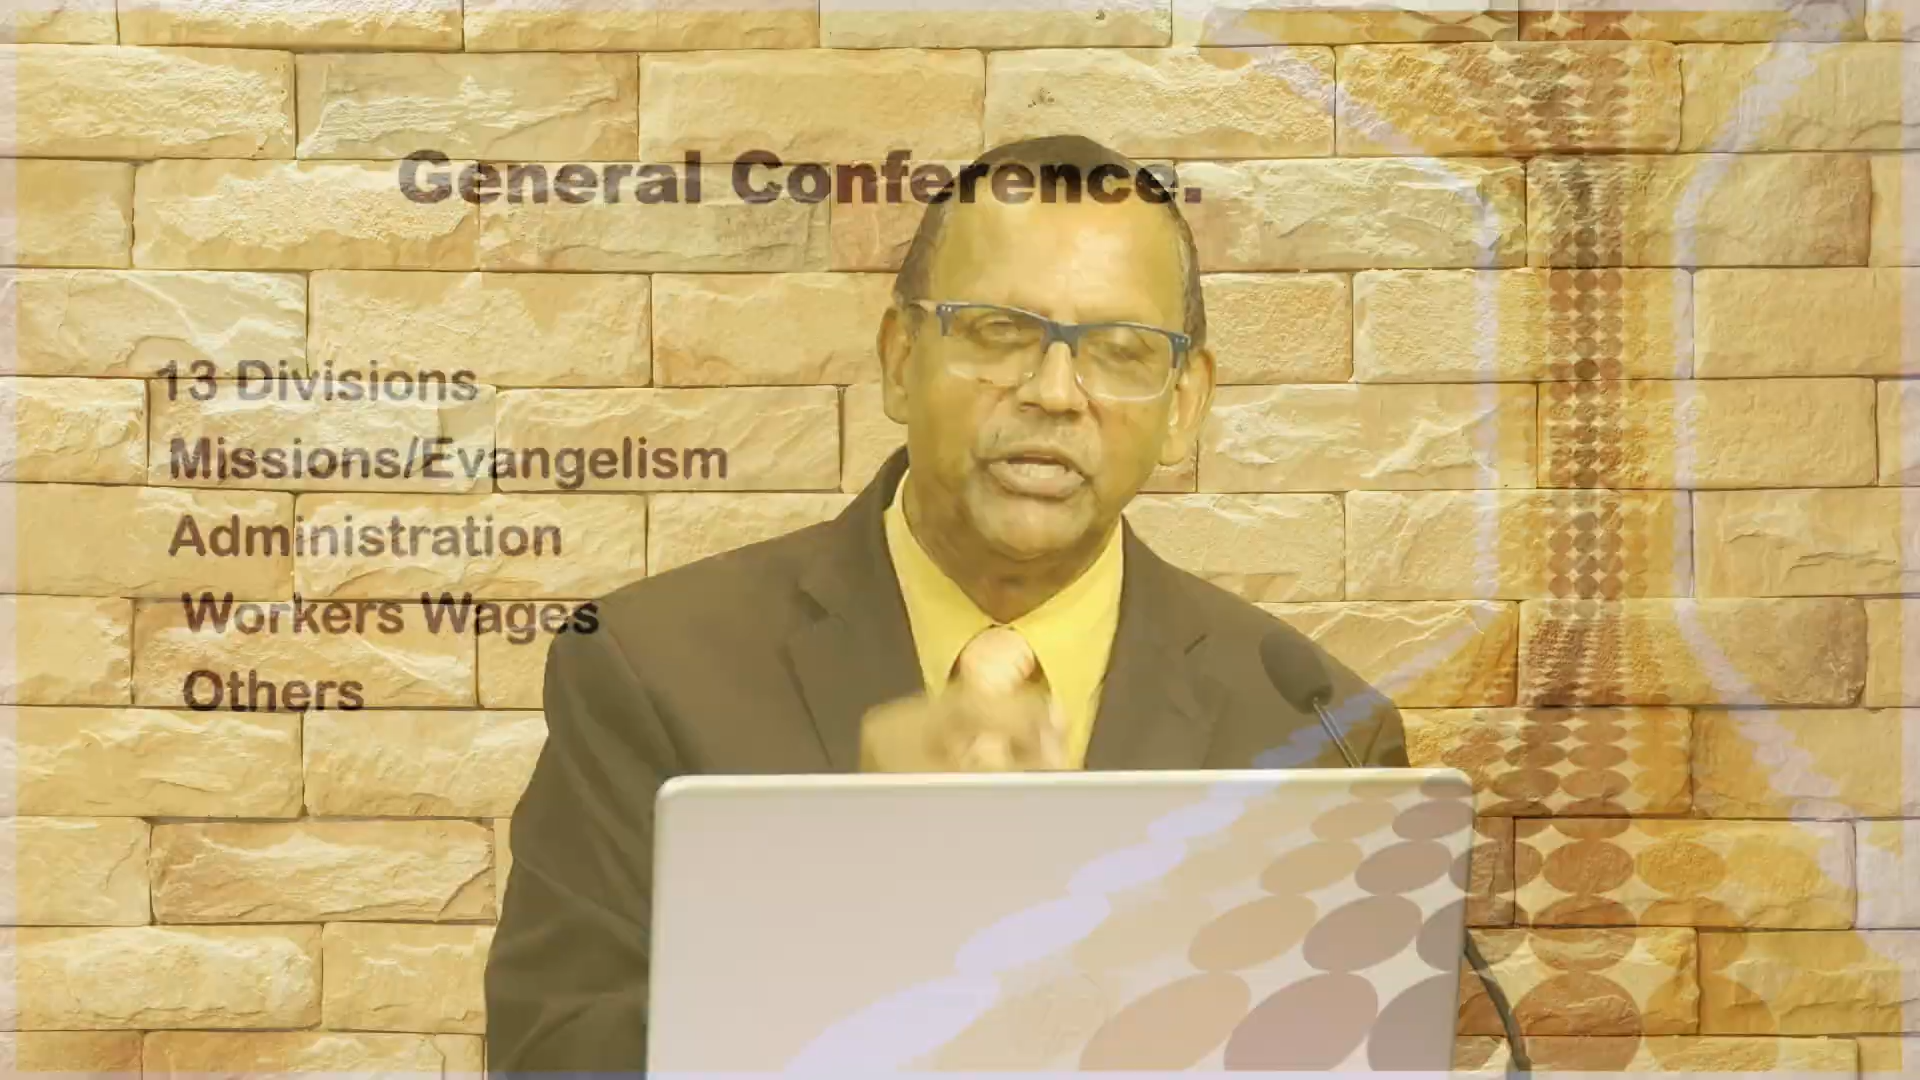 General Conference.
13 Divisions
Missions/Evangelism
Administration
Workers Wages
Others